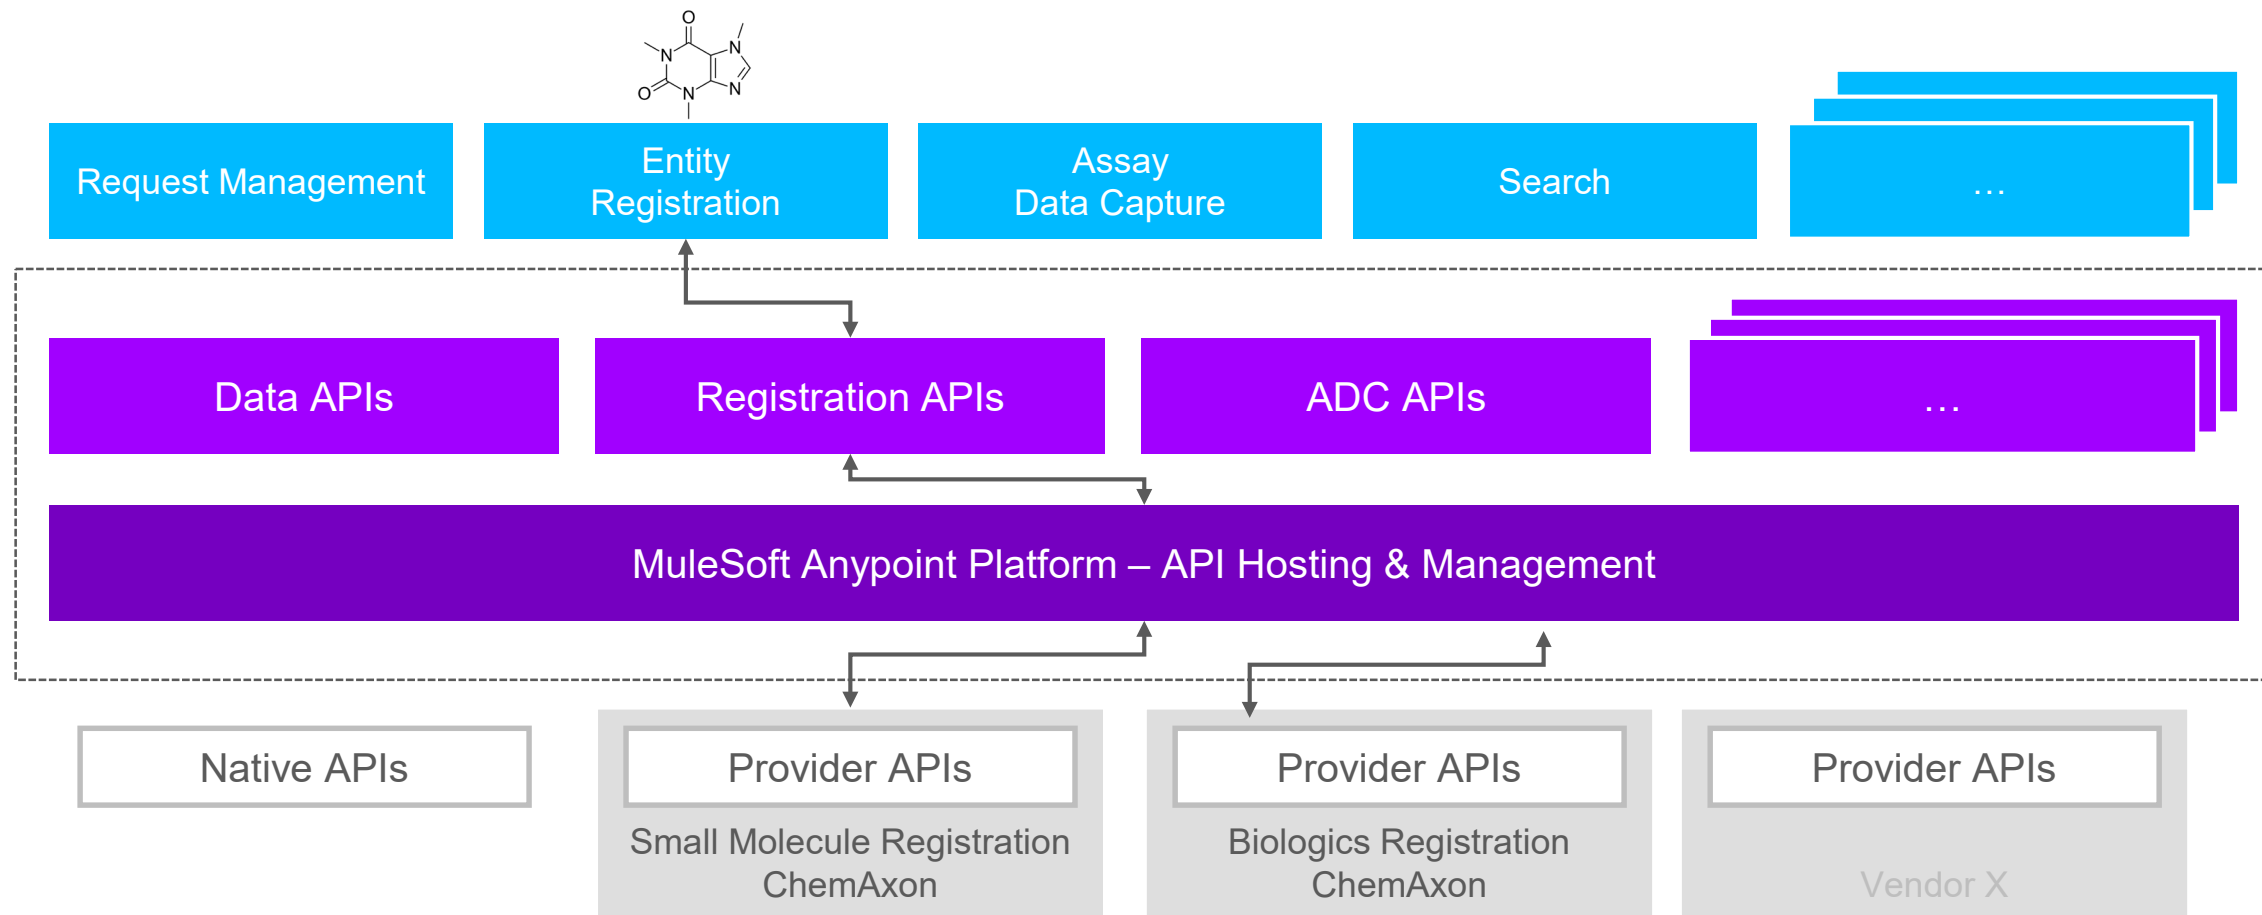 O
N
N
O
N
N
Request Management
Entity
Registration
Assay
Data Capture
Search
...
Data APIs
Registration APIs
ADC APIs
...
MuleSoft Anypoint Platform – API Hosting & Management
Native APIs
Provider APIs
Provider APIs
Provider APIs
Small Molecule Registration
ChemAxon
Biologics Registration
ChemAxon
Vendor X